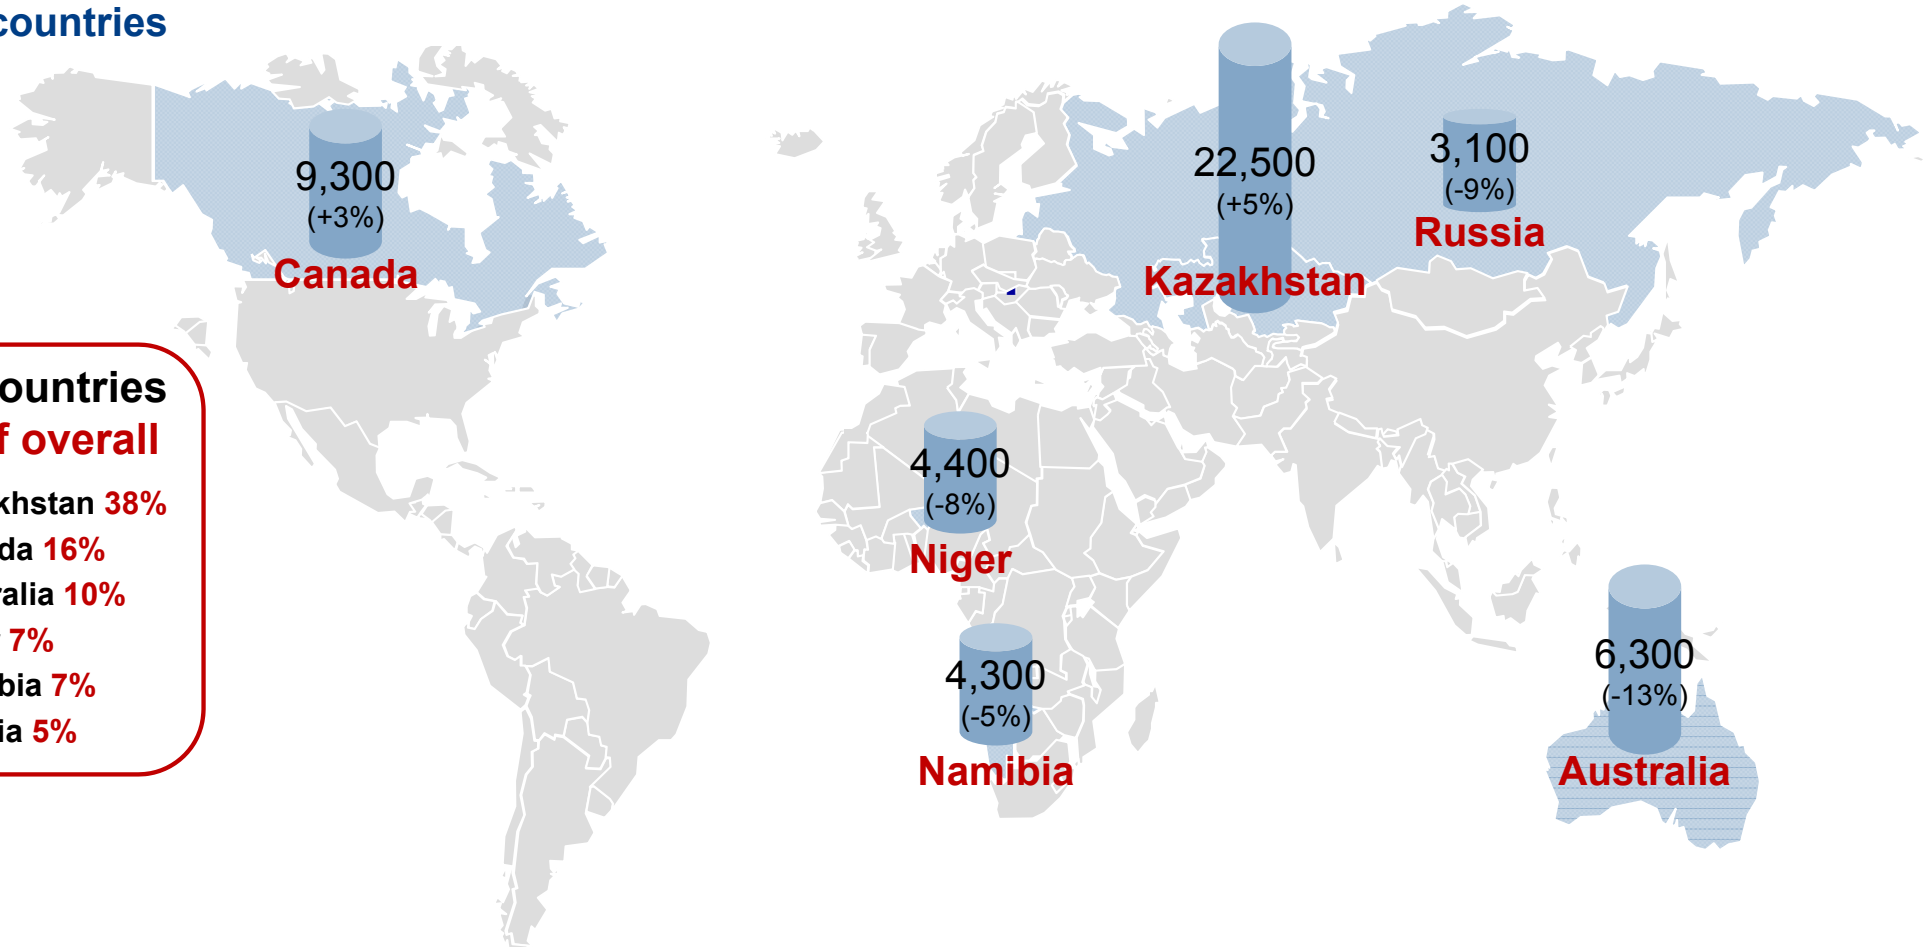 countries
9,300
(+3%)
Canada
22,500
(+5%)
Kazakhstan
3,100
(-9%)
Russia
ountries
f overall
khstan 38%
da 16%
ralia 10%
7%
bia 7%
ia 5%
4,400
(-8%)
Niger
4,300
(-5%)
Namibia
6,300
(-13%)
Australia